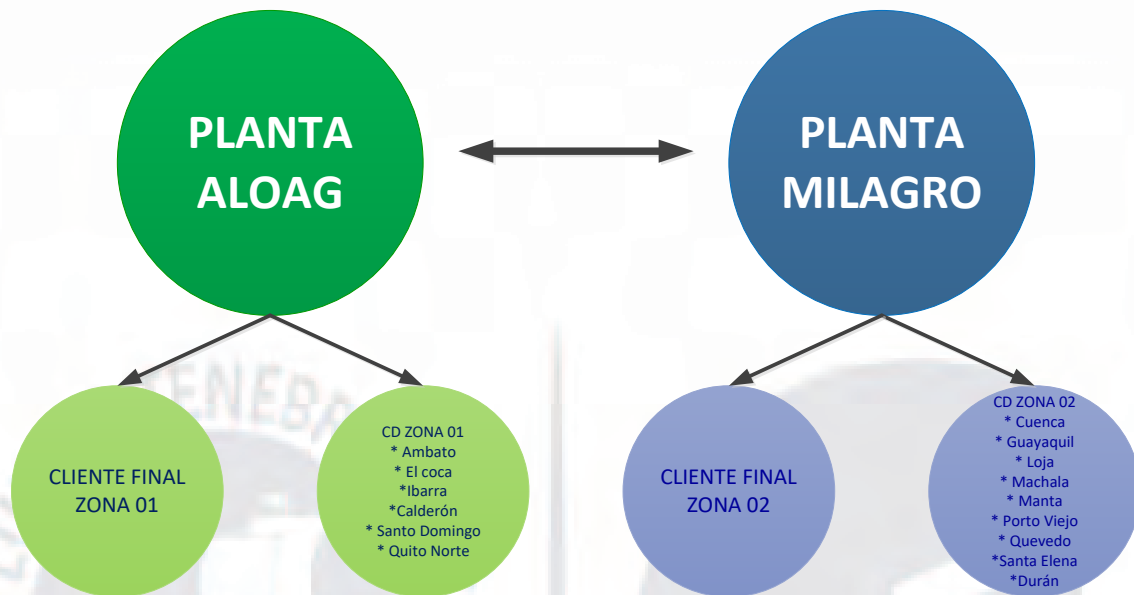 PLANTA
ALOAG
PLANTA
MILAGRO
CLIENTE FINAL
ZONA 01
CD ZONA 01
* Ambato
* El coca
*Ibarra
*Calderón
* Santo Domingo
* Quito Norte
CLIENTE FINAL
ZONA 02
CD ZONA 02
* Cuenca
* Guayaquil
* Loja
* Machala
* Manta
* Porto Viejo
* Quevedo
*Santa Elena
*Durán